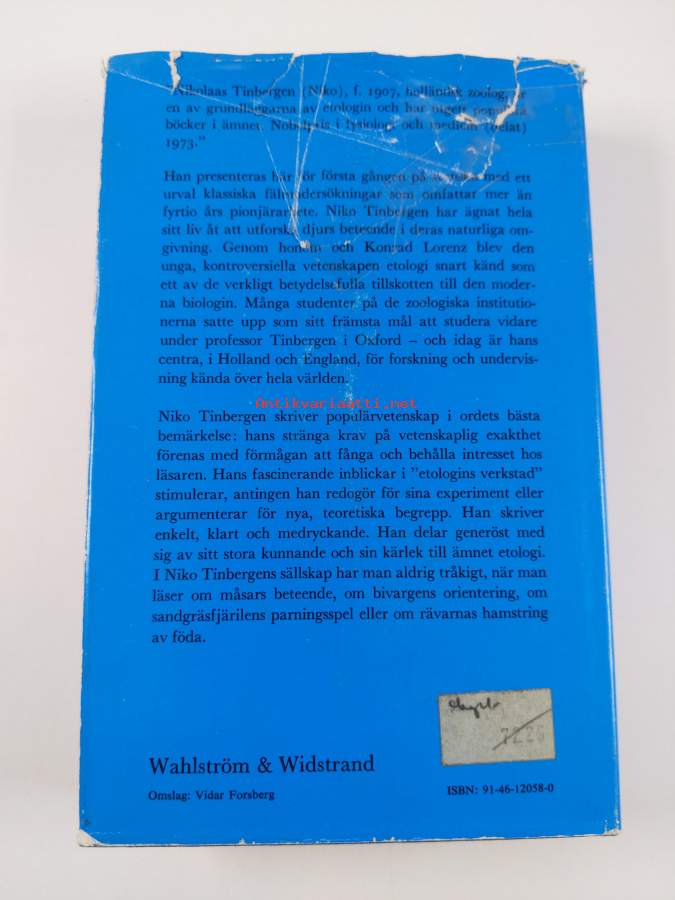 "Nikolaas Tinbergen (Niko), f. 1907, holländsk zoolog, är
en av grundläggarna av etologin och har utgett populära
böcker i ämnet. Nobelpris i fysiologi och medicin (delat)
1973."
Han presenteras här för första gången på svenska med ett
urval klassiska fältundersökningar som omfattar mer än
fyrtio års pionjärarbete. Niko Tinbergen har ägnat hela
sitt liv åt att utforska djurs beteende i deras naturliga om-
givning. Genom honom och Konrad Lorenz blev den
unga, kontroversiella vetenskapen etologi snart känd som
ett av de verkligt betydelsefulla tillskotten till den moder-
na biologin. Många studenter på de zoologiska institutio-
nerna satte upp som sitt främsta mål att studera vidare
under professor Tinbergen i Oxford – och idag är hans
centra, i Holland och England, för forskning och undervis-
ning kända över hela världen.
Antikvariaatti.net
Niko Tinbergen skriver populärvetenskap i ordets bästa
bemärkelse: hans stränga krav på vetenskaplig exakthet
förenas med förmågan att fånga och behålla intresset hos
läsaren. Hans fascinerande inblickar i "etologins verkstad"
stimulerar, antingen han redogör för sina experiment eller
argumenterar för nya, teoretiska begrepp. Han skriver
enkelt, klart och medryckande. Han delar generöst med
sig av sitt stora kunnande och sin kärlek till ämnet etologi.
I Niko Tinbergens sällskap har man aldrig tråkigt, när man
läser om måsars beteende, om bivargens orientering, om
sandgräsfjärilens parningsspel eller om rävarnas hamstring
av föda.
Wahlström & Widstrand
Omslag: Vidar Forsberg
ISBN: 91-46-12058-0